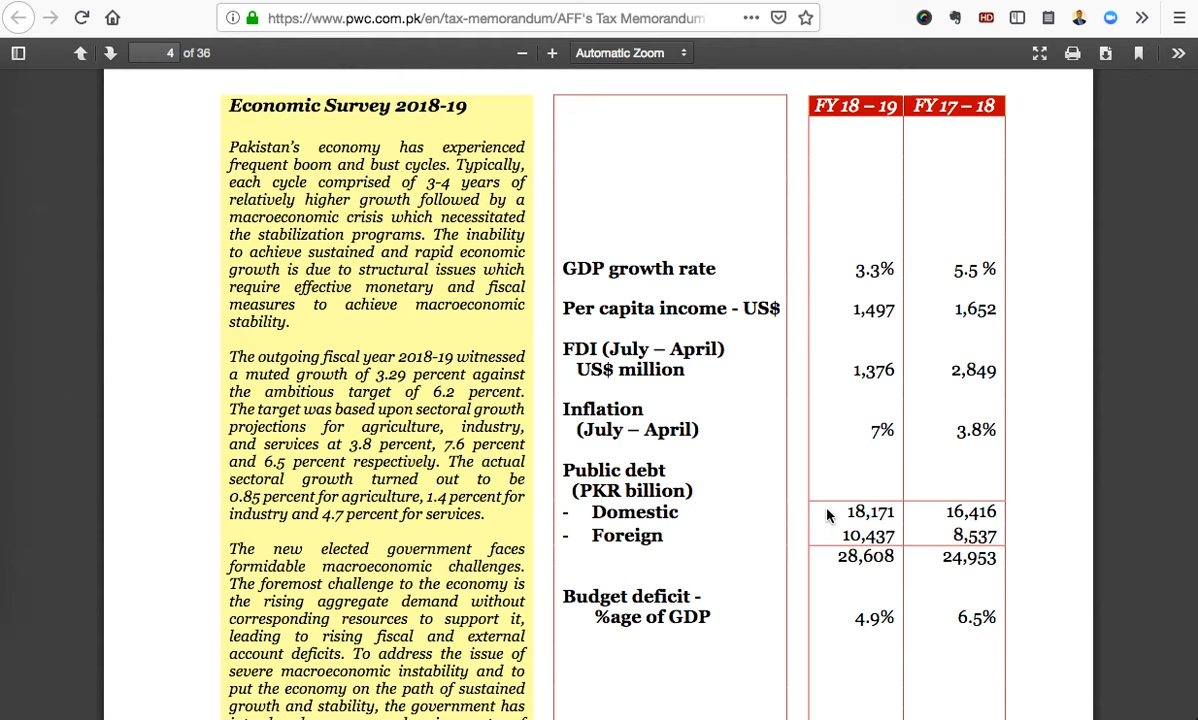 https://www.pwc.com.pk/en/tax-memorandum/AFF's Tax Memorandum
HD
4 of 36
Automatic Zoom
Economic Survey 2018-19
Pakistan's economy has experienced
frequent boom and bust cycles. Typically,
each cycle comprised of 3-4 years of
relatively higher growth followed by a
macroeconomic crisis which necessitated
the stabilization programs. The inability
to achieve sustained and rapid economic
growth is due to structural issues which
require effective monetary and fiscal
measures to achieve macroeconomic
stability.
The outgoing fiscal year 2018-19 witnessed
a muted growth of 3.29 percent against
the ambitious target of 6.2 percent.
The target was based upon sectoral growth
projections for agriculture, industry,
and services at 3.8 percent, 7.6 percent
and 6.5 percent respectively. The actual
sectoral growth turned out to be
0.85 percent for agriculture, 1.4 percent for
industry and 4.7 percent for services.
The new elected government faces
formidable macroeconomic challenges.
The foremost challenge to the economy is
the rising aggregate demand without
corresponding resources to support it,
leading to rising fiscal and external
account deficits. To address the issue of
severe macroeconomic instability and to
put the economy on the path of sustained
growth and stability, the government has
FY 18 – 19 FY 17 – 18
GDP growth rate 3.3% 5.5 %
Per capita income - US$ 1,497 1,652
FDI (July – April)
US$ million 1,376 2,849
Inflation
(July – April) 7% 3.8%
Public debt
(PKR billion)
- Domestic 18,171 16,416
- Foreign 10,437 8,537
28,608 24,953
Budget deficit -
%age of GDP 4.9% 6.5%